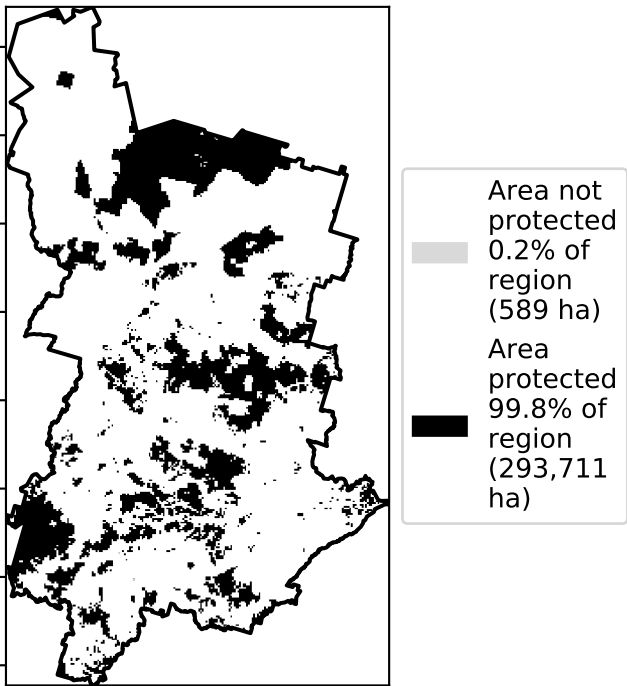 Area not
protected
0.2% of
region
(589 ha)
Area
protected
99.8% of
region
(293,711
ha)